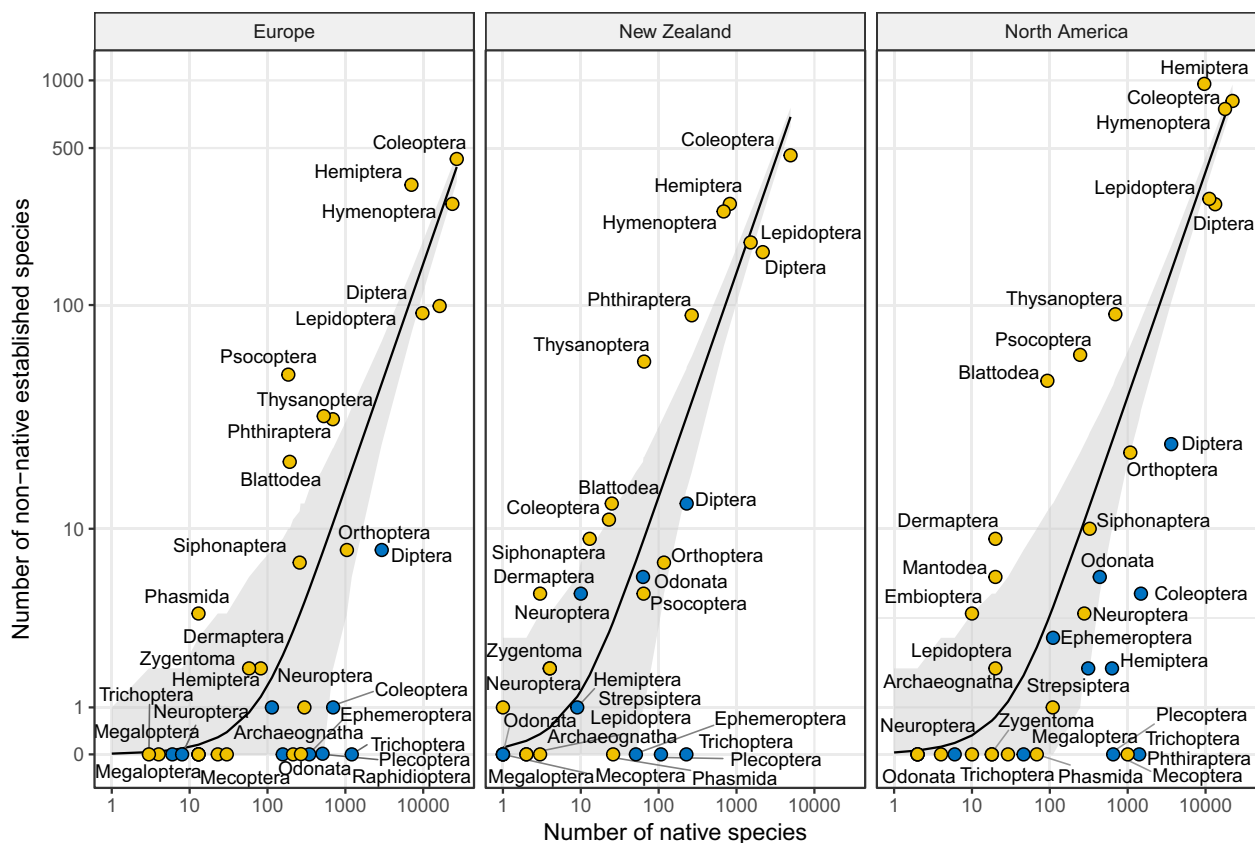 Europe
New Zealand
North America
Number of non-native established species
1000
500
100
10
1
0
Coleoptera
Hemiptera
Hymenoptera
Diptera
Lepidoptera
Psocoptera
Thysanoptera
Phthiraptera
Blattodea
Orthoptera
Siphonaptera
Diptera
Phasmida
Dermaptera
Zygentoma
Hemiptera
Neuroptera
Trichoptera
Neuroptera
Coleoptera
Megaloptera
Archaeognatha
Ephemeroptera
Megaloptera
Mecoptera
Odonata
Trichoptera
Plecoptera
Raphidioptera
1
10
100
1000
10000
Coleoptera
Hemiptera
Hymenoptera
Lepidoptera
Diptera
Phthiraptera
Thysanoptera
Blattodea
Coleoptera
Diptera
Siphonaptera
Orthoptera
Dermaptera
Odonata
Neuroptera
Psocoptera
Zygentoma
Neuroptera
Hemiptera
Strepsiptera
Odonata
Lepidoptera
Ephemeroptera
Archaeognatha
Trichoptera
Plecoptera
Megaloptera
Mecoptera
Phasmida
1
10
100
1000
10000
Hemiptera
Coleoptera
Hymenoptera
Lepidoptera
Diptera
Thysanoptera
Psocoptera
Blattodea
Diptera
Orthoptera
Dermaptera
Siphonaptera
Mantodea
Odonata
Embioptera
Coleoptera
Neuroptera
Ephemeroptera
Lepidoptera
Hemiptera
Archaeognatha
Strepsiptera
Neuroptera
Zygentoma
Plecoptera
Megaloptera
Trichoptera
Phthiraptera
Odonata
Trichoptera
Phasmida
Mecoptera
1
10
100
1000
10000
Number of native species